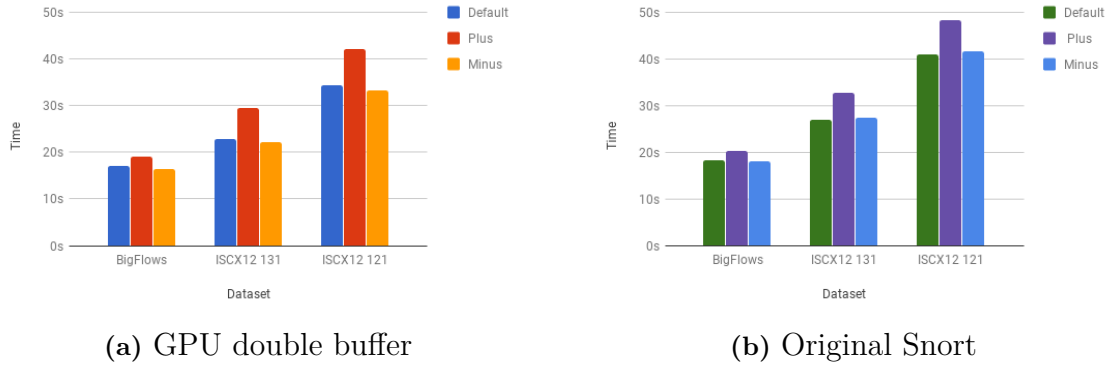 50s
40s
30s
20s
10s
0s
Time
BigFlows
ISCX12 131
ISCX12 121
Dataset
Default
Plus
Minus
(a) GPU double buffer
50s
40s
30s
20s
10s
0s
Time
BigFlows
ISCX12 131
ISCX12 121
Dataset
Default
Plus
Minus
(b) Original Snort